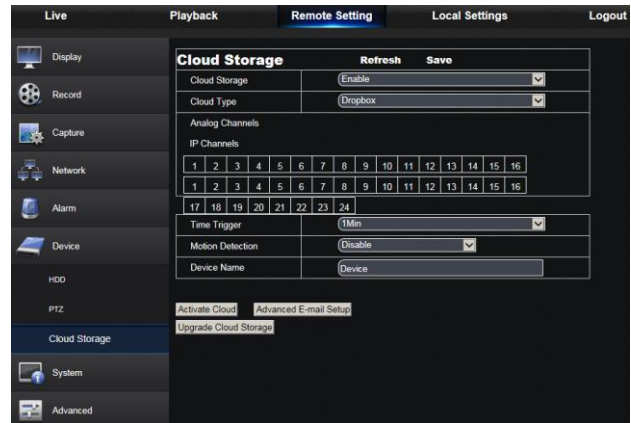 Live Playback Remote Setting Local Settings Logout
Display
Record
Capture
Network
Alarm
Device
HDD
PTZ
Cloud Storage
System
Advanced
Cloud Storage Refresh Save
Cloud Storage Enable
Cloud Type Dropbox
Analog Channels
IP Channels
1 2 3 4 5 6 7 8 9 10 11 12 13 14 15 16
1 2 3 4 5 6 7 8 9 10 11 12 13 14 15 16
17 18 19 20 21 22 23 24
Time Trigger 1Min
Motion Detection Disable
Device Name Device
Activate Cloud Advanced E-mail Setup
Upgrade Cloud Storage